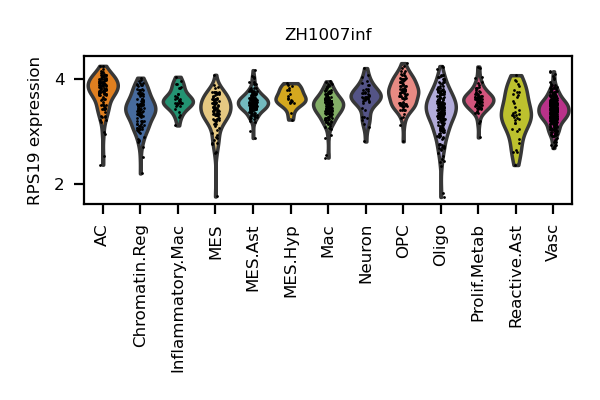 ZH1007inf
RPS19 expression
4
2
AC
Chromatin.Reg
Inflammatory.Mac
MES
MES.Ast
MES.Hyp
Mac
Neuron
OPC
Oligo
Prolif.Metab
Reactive.Ast
Vasc